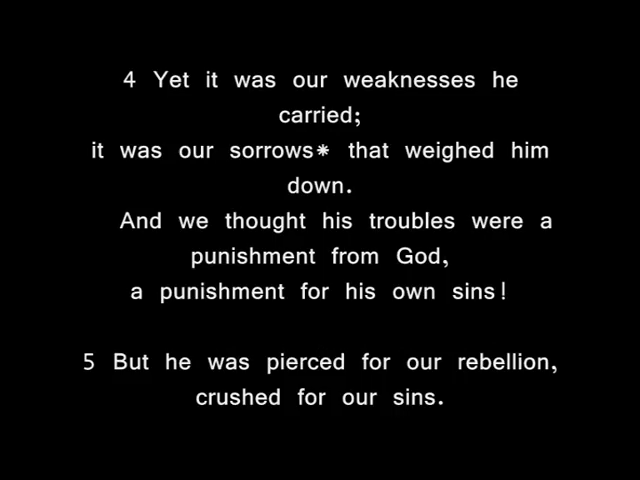 4 Yet it was our weaknesses he
carried;
it was our sorrows* that weighed him
down.
And we thought his troubles were a
punishment from God,
a punishment for his own sins!
5 But he was pierced for our rebellion,
crushed for our sins.